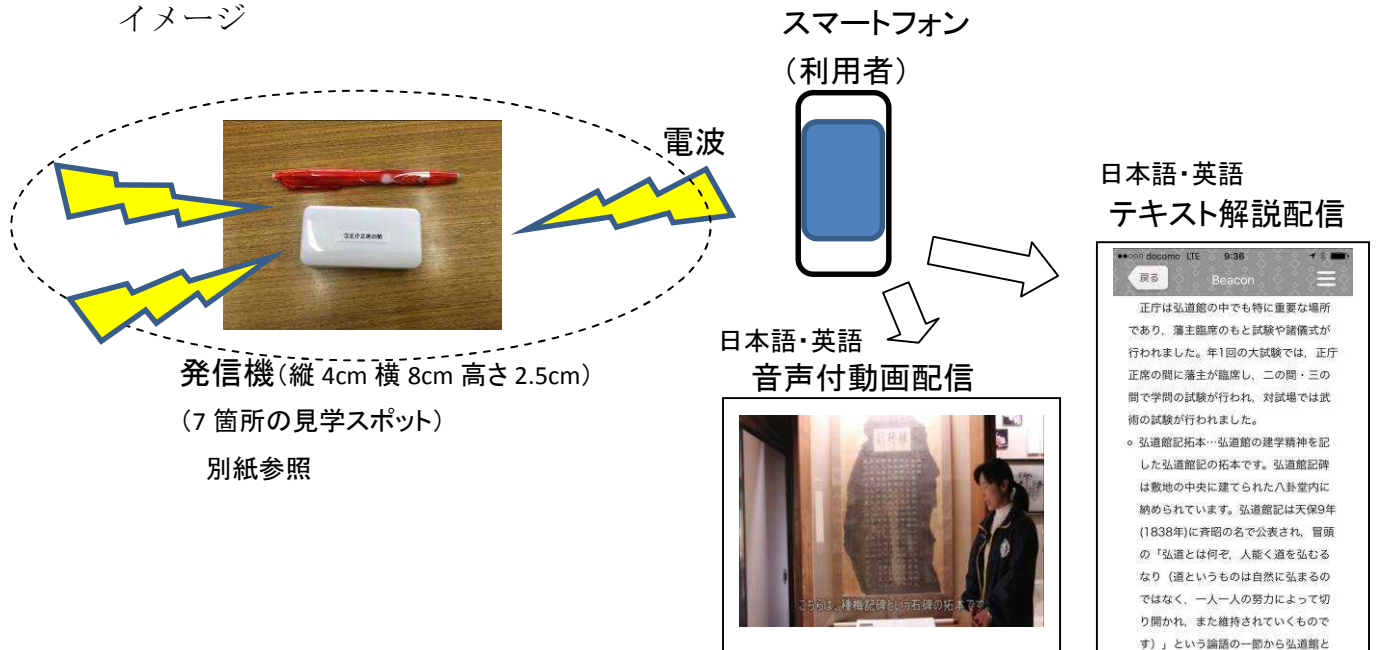 イメージ
スマートフォン
（利用者）
電波
③正庁正席の間
発信機（縦 4cm 横 8cm 高さ 2.5cm）
（7 箇所の見学スポット）
別紙参照
日本語・英語
音声付動画配信
こちらは、種梅記碑という石碑の拓本です
日本語・英語
テキスト解説配信
docomo LTE 9:36
戻る Beacon
正庁は弘道館の中でも特に重要な場所
であり，藩主臨席のもと試験や諸儀式が
行われました。年1回の大試験では，正庁
正席の間に藩主が臨席し，二の間・三の
間で学問の試験が行われ，対試場では武
術の試験が行われました。
弘道館記拓本…弘道館の建学精神を記
した弘道館記の拓本です。弘道館記碑
は敷地の中央に建てられた八卦堂内に
納められています。弘道館記は天保9年
(1838年)に斉昭の名で公表され，冒頭
の「弘道とは何ぞ，人能く道を弘むる
なり（道というものは自然に弘まるの
ではなく，一人一人の努力によって切
り開かれ，また維持されていくもので
す）」という論語の一節から弘道館と